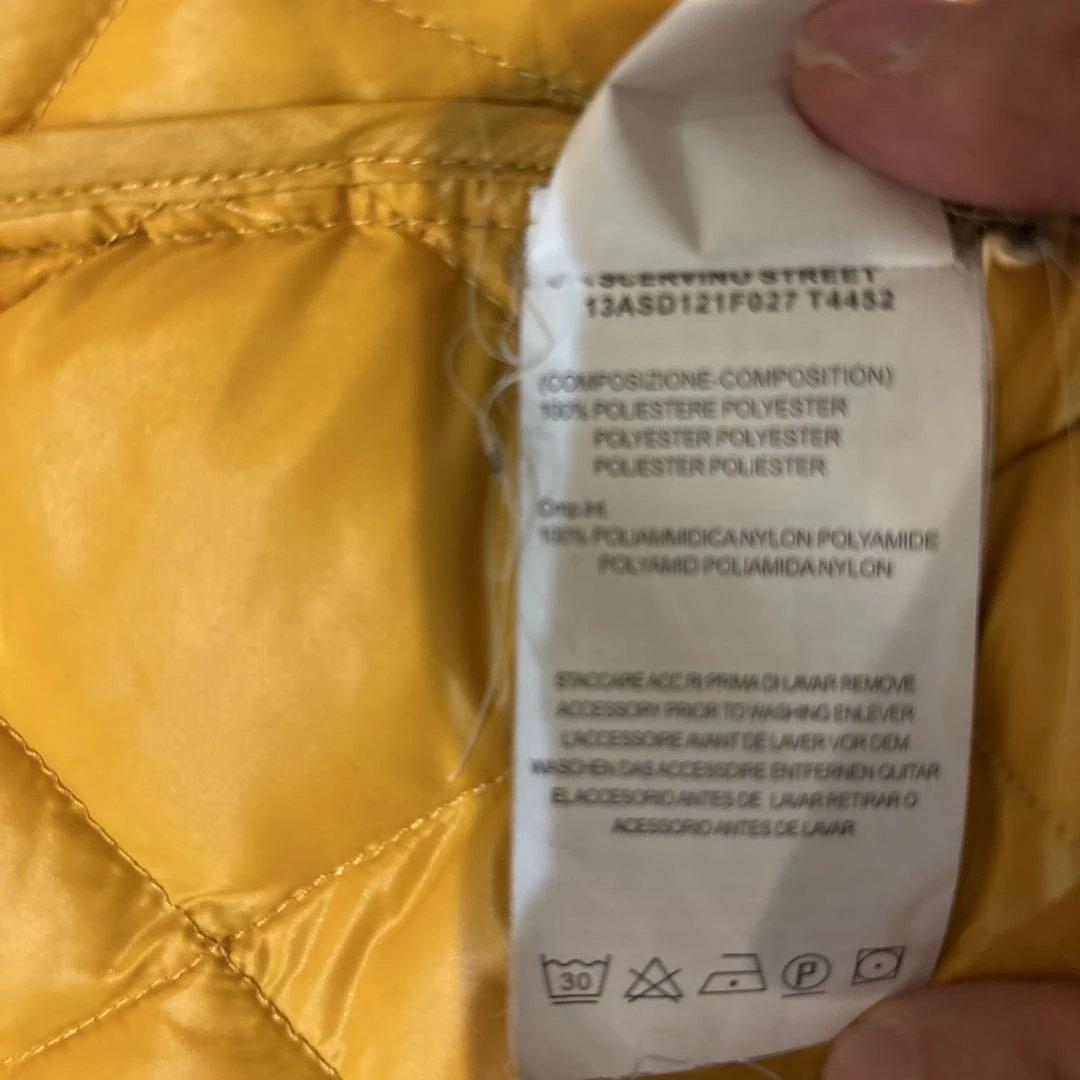 SCERVINO STREET
13ASD121F027 T4452
(COMPOSIZIONE-COMPOSITION)
100% POLIESTERE POLYESTER
POLYESTER POLYESTER
POLIESTER POLIESTER
100% POLIAMMIDICA NYLON POLYAMIDE
POLYAMID POLIAMIDA NYLON
STACCARE ACC.RI PRIMA DI LAVAR REMOVE
ACCESSORY PRIOR TO WASHING ENLEVER
L'ACCESSOIRE AVANT DE LAVER VOR DEM
WASCHEN DAS ACCESSOIRE ENTFERNEN QUITAR
EL ACCESORIO ANTES DE LAVAR RETIRAR O
ACESSORIO ANTES DE LAVAR
30 P